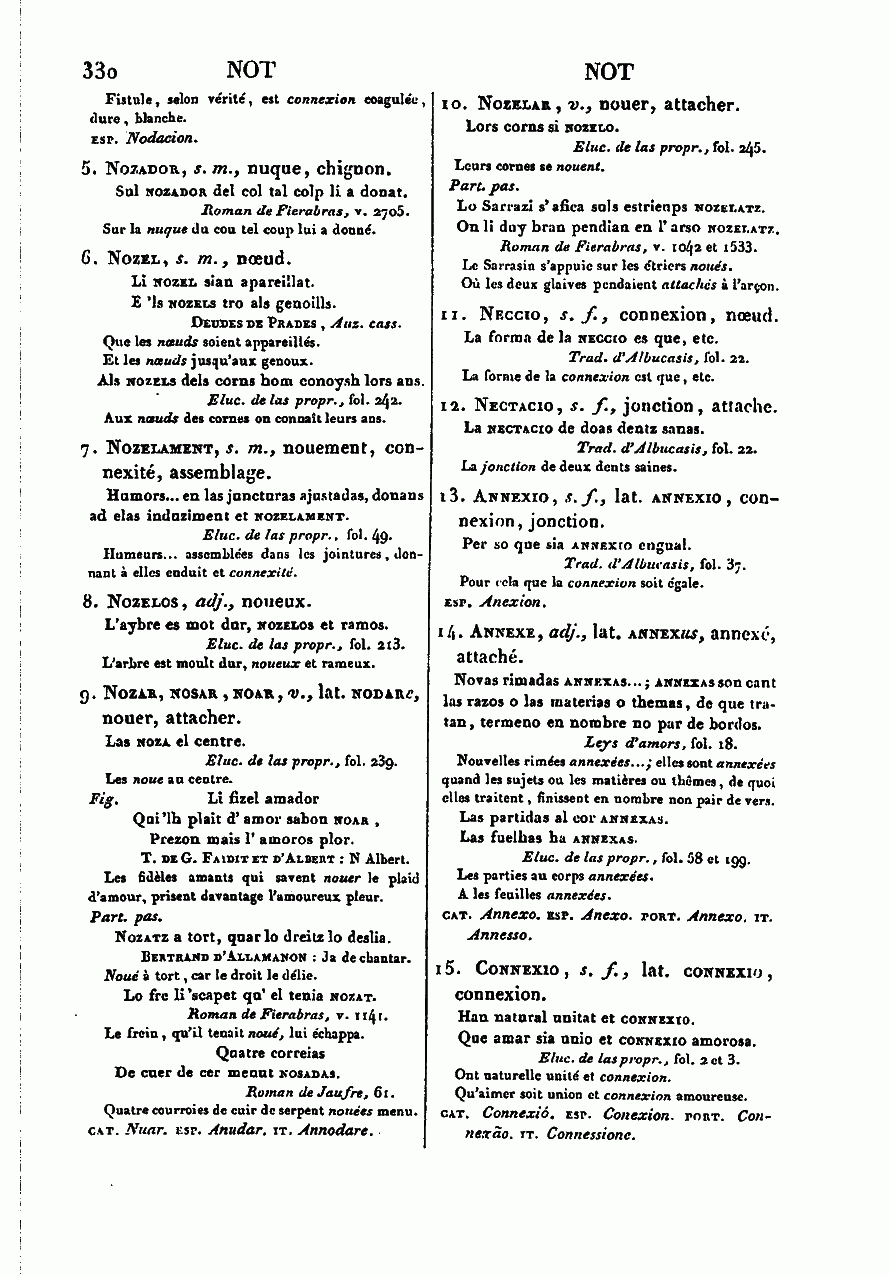 330 NOT NOT
Fistule, selon vérité, est connexion coagulée,
dure, blanche.
ESP. Nodacion.
5. NOZADOR, s. m., nuque, chignon.
Sul NOZADOR del col tal colp li a donat.
Roman de Fierabras, v. 2705.
Sur la nuque du cou tel coup lui a donné.
6. NOZEL, s. m., nœud.
Li NOZEL sian apareillat.
E 'ls NOZELS tro als genoills.
DEUDES DE PRADES, Auz. cass.
Que les nœuds soient appareillés.
Et les nœuds jusqu'aux genoux.
Als NOZELS dels corns hom conoysh lors ans.
Eluc. de las propr., fol. 242.
Aux nœuds des cornes on connaît leurs ans.
7. NOZELAMENT, s. m., nouement, con-
nexité, assemblage.
Humors... en las juncturas ajustadas, donans
ad elas induziment et NOZELAMENT.
Eluc. de las propr., fol. 49.
Humeurs... assemblées dans les jointures, don-
nant à elles enduit et connexité.
8. NOZELOS, adj., noueux.
L'aybre es mot dur, NOZELOS et ramos.
Eluc. de las propr., fol. 213.
L'arbre est moult dur, noueux et rameux.
9. NOZAR, NOSAR, NOAR, v., lat. NODARe,
nouer, attacher.
Las NOZA el centre.
Eluc. de las propr., fol. 239.
Les noue au centre.
Fig. Li fizel amador
Qui 'lh plait d'amor sabon NOAR,
Prezon mais l'amoros plor.
T. DE G. FAIDIT ET D'ALBERT : N Albert.
Les fidèles amants qui savent nouer le plaid
d'amour, prisent davantage l'amoureux pleur.
Part. pas.
NOZATZ a tort, quar lo dreitz lo deslia.
BERTRAND D'ALLAMANON : Ja de chantar.
Noué à tort, car le droit le délie.
Lo fre li 'scapet qu' el tenia NOZAT.
Roman de Fierabras, v. 1141.
Le frein, qu'il tenait noué, lui échappa.
Quatre correias
De cuer de cer menut NOSADAS.
Roman de Jaufre, 61.
Quatre courroies de cuir de serpent nouées menu.
CAT. Nuar. ESP. Anudar. IT. Annodare.
10. NOZELAR, v., nouer, attacher.
Lors corns si NOZELO.
Eluc. de las propr., fol. 245.
Leurs cornes se nouent.
Part. pas.
Lo Sarrazi s'afica sols estrieups NOZELATZ.
On li duy bran pendian en l'arso NOZELATZ.
Roman de Fierabras, v. 1042 et 1533.
Le Sarrasin s'appuie sur les étriers noués.
Où les deux glaives pendaient attachés à l'arçon.
11. NECCIO, s. f., connexion, nœud.
La forma de la NECCIO es que, etc.
Trad. d'Albucasis, fol. 22.
La forme de la connexion est que, etc.
12. NECTACIO, s. f., jonction, attache.
La NECTACIO de doas dentz sanas.
Trad. d'Albucasis, fol. 22.
La jonction de deux dents saines.
13. ANNEXIO, s. f., lat. ANNEXIO, con-
nexion, jonction.
Per so que sia ANNEXIO engual.
Trad. d'Albucasis, fol. 37.
Pour cela que la connexion soit égale.
ESP. Anexion.
14. ANNEXE, adj., lat. ANNEXus, annexé,
attaché.
Novas rimadas ANNEXAS...; ANNEXAS son cant
las razos o las materias o themas, de que tra-
tan, termeno en nombre no par de bordos.
Leys d'amors, fol. 18.
Nouvelles rimées annexées...; elles sont annexées
quand les sujets ou les matières ou thêmes, de quoi
elles traitent, finissent en nombre non pair de vers.
Las partidas al cor ANNEXAS.
Las fuelhas ha ANNEXAS.
Eluc. de las propr., fol. 58 et 199.
Les parties au corps annexées.
A les feuilles annexées.
CAT. Annexo. ESP. Anexo. PORT. Annexo. IT.
Annesso.
15. CONNEXIO, s. f., lat. CONNEXIO,
connexion.
Han natural unitat et CONNEXIO.
Que amar sia unio et CONNEXIO amorosa.
Eluc. de las propr., fol. 2 et 3.
Ont naturelle unité et connexion.
Qu'aimer soit union et connexion amoureuse.
CAT. Connexió. ESP. Conexion. PORT. Con-
nexão. IT. Connessione.